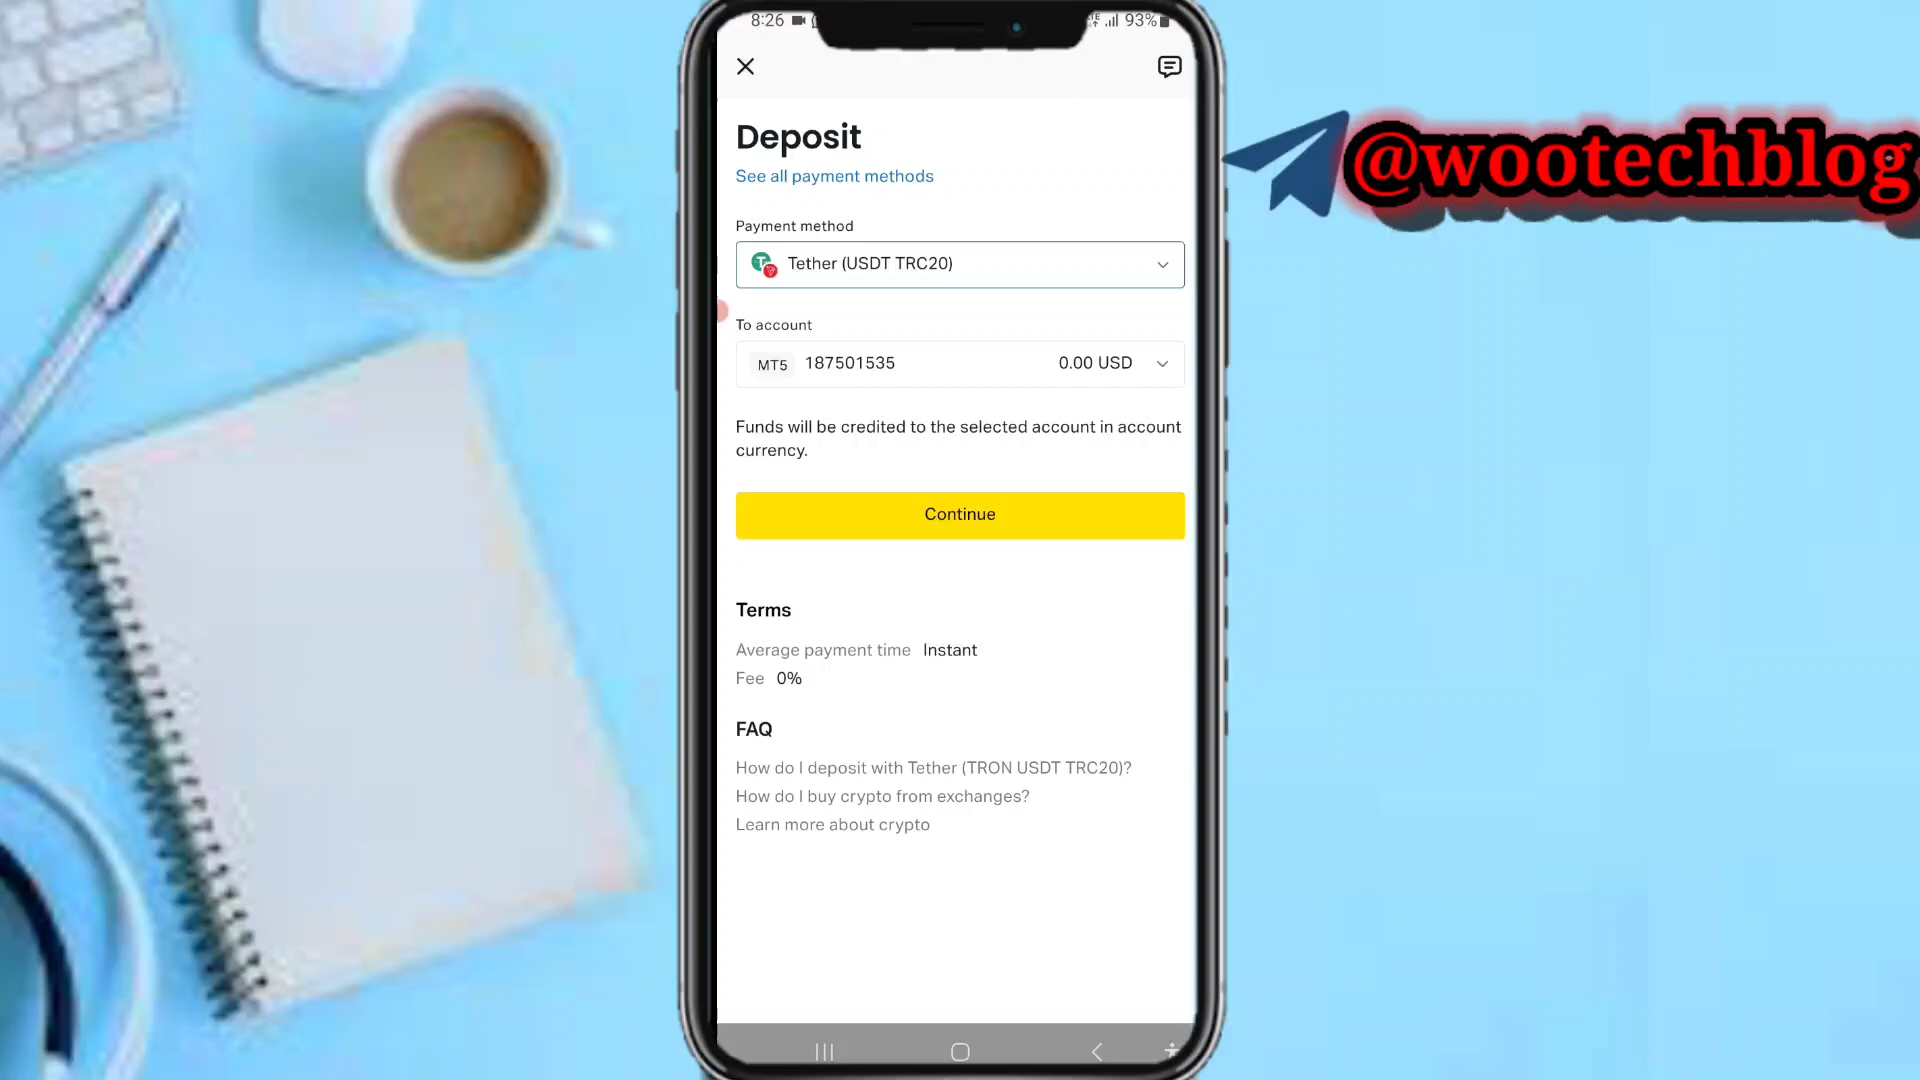 8:26
93%
@wootechblog
Deposit
See all payment methods
Payment method
Tether (USDT TRC20)
To account
MT5 187501535 0.00 USD
Funds will be credited to the selected account in account
currency.
Continue
Terms
Average payment time Instant
Fee 0%
FAQ
How do I deposit with Tether (TRON USDT TRC20)?
How do I buy crypto from exchanges?
Learn more about crypto